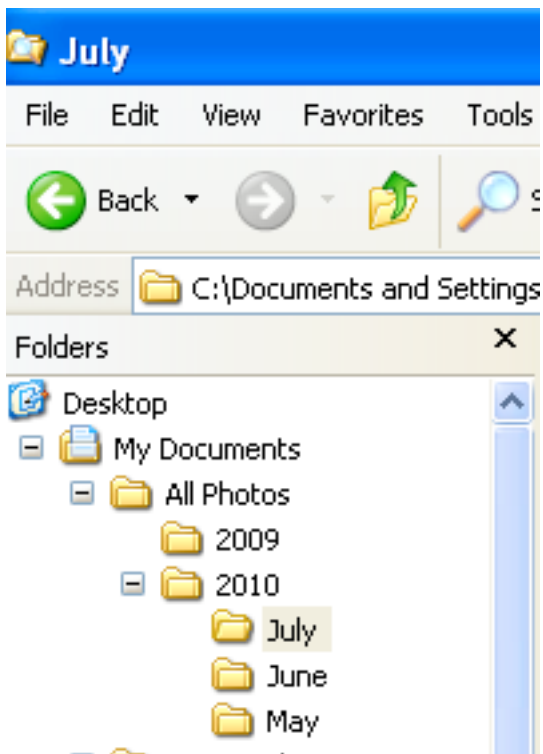 July
File Edit View Favorites Tools
Back
Address C:\Documents and Settings
Folders
Desktop
My Documents
All Photos
2009
2010
July
June
May